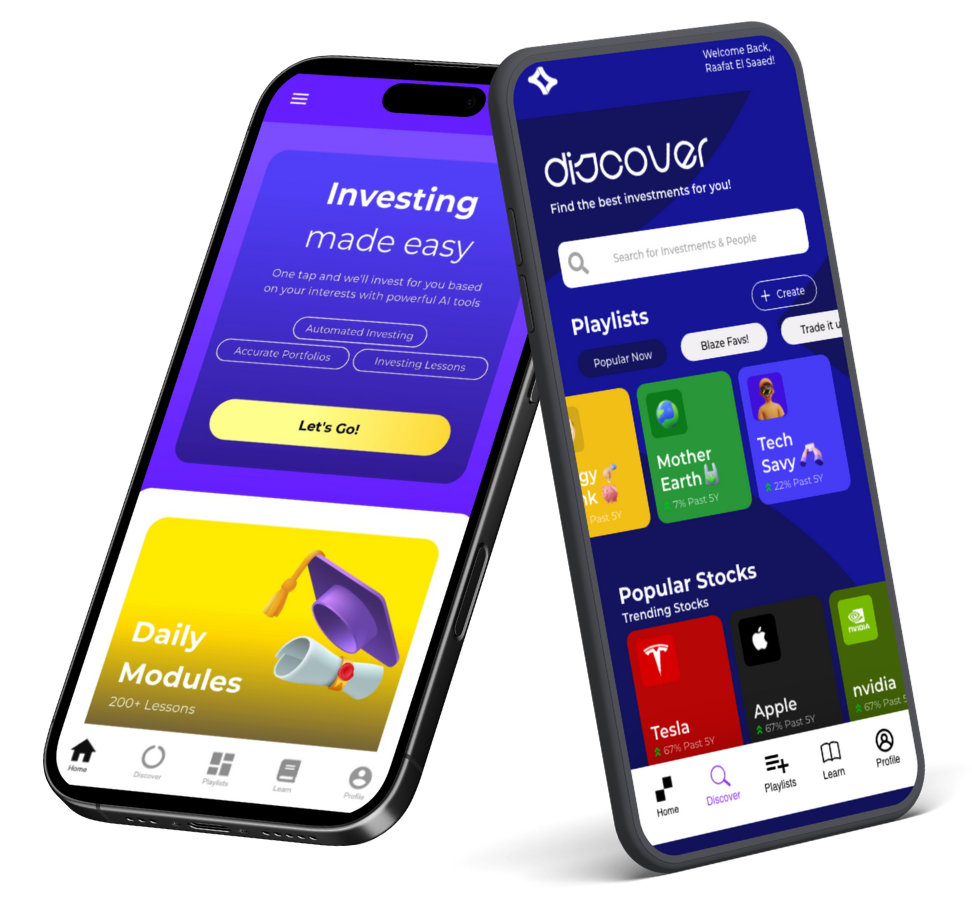 Investing
made easy
One tap and we'll invest for you based
on your interests with powerful AI tools
Automated Investing
Accurate Portfolios
Investing Lessons
Let's Go!
Daily
Modules
200+ Lessons
Home
Discover
Playlists
Learn
Profile
Welcome Back,
Raafat El Saaed!
discover
Find the best investments for you!
Search for Investments & People
+ Create
Playlists
Popular Now
Blaze Favs!
Trade it u
gy
nk
Past 5Y
Mother
Earth
7% Past 5Y
Tech
Savy
22% Past 5Y
Popular Stocks
Trending Stocks
Tesla
67% Past 5Y
Apple
67% Past 5Y
NVIDIA
nvidia
67% Past 5
Home
Discover
Playlists
Learn
Profile